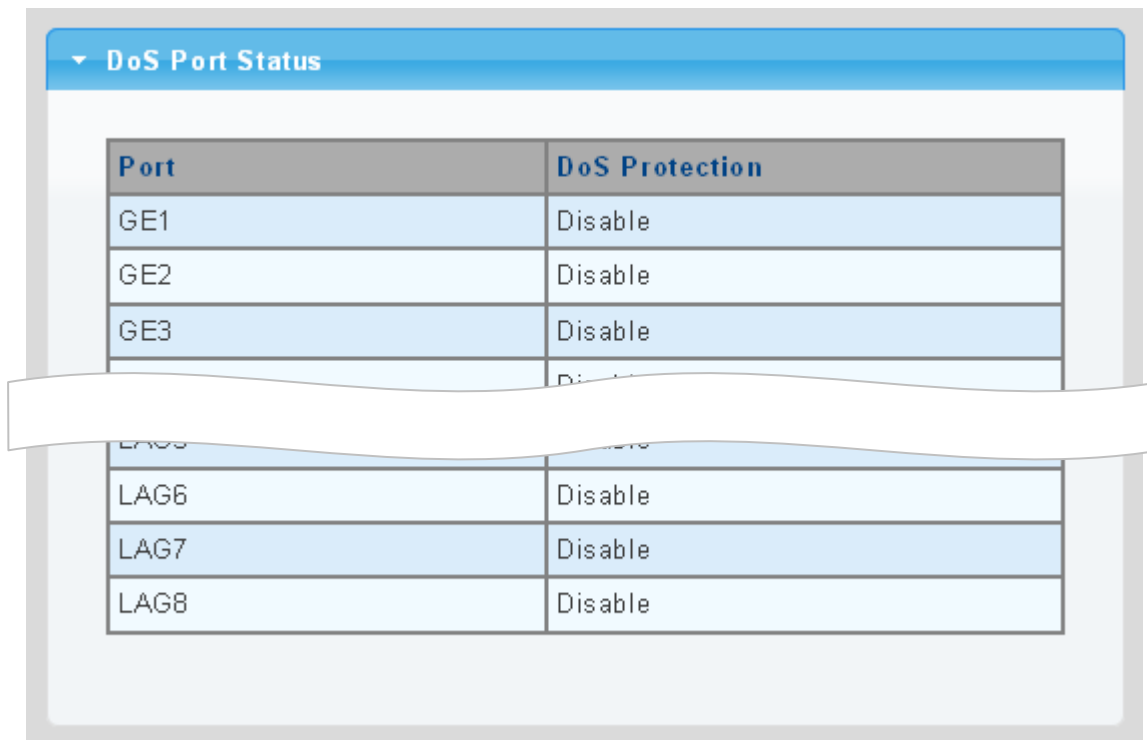 DoS Port Status
Port DoS Protection
GE1 Disable
GE2 Disable
GE3 Disable
LAG6 Disable
LAG7 Disable
LAG8 Disable